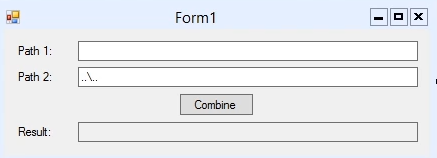 Form1
Path 1:
Path 2: ..\..
Combine
Result: